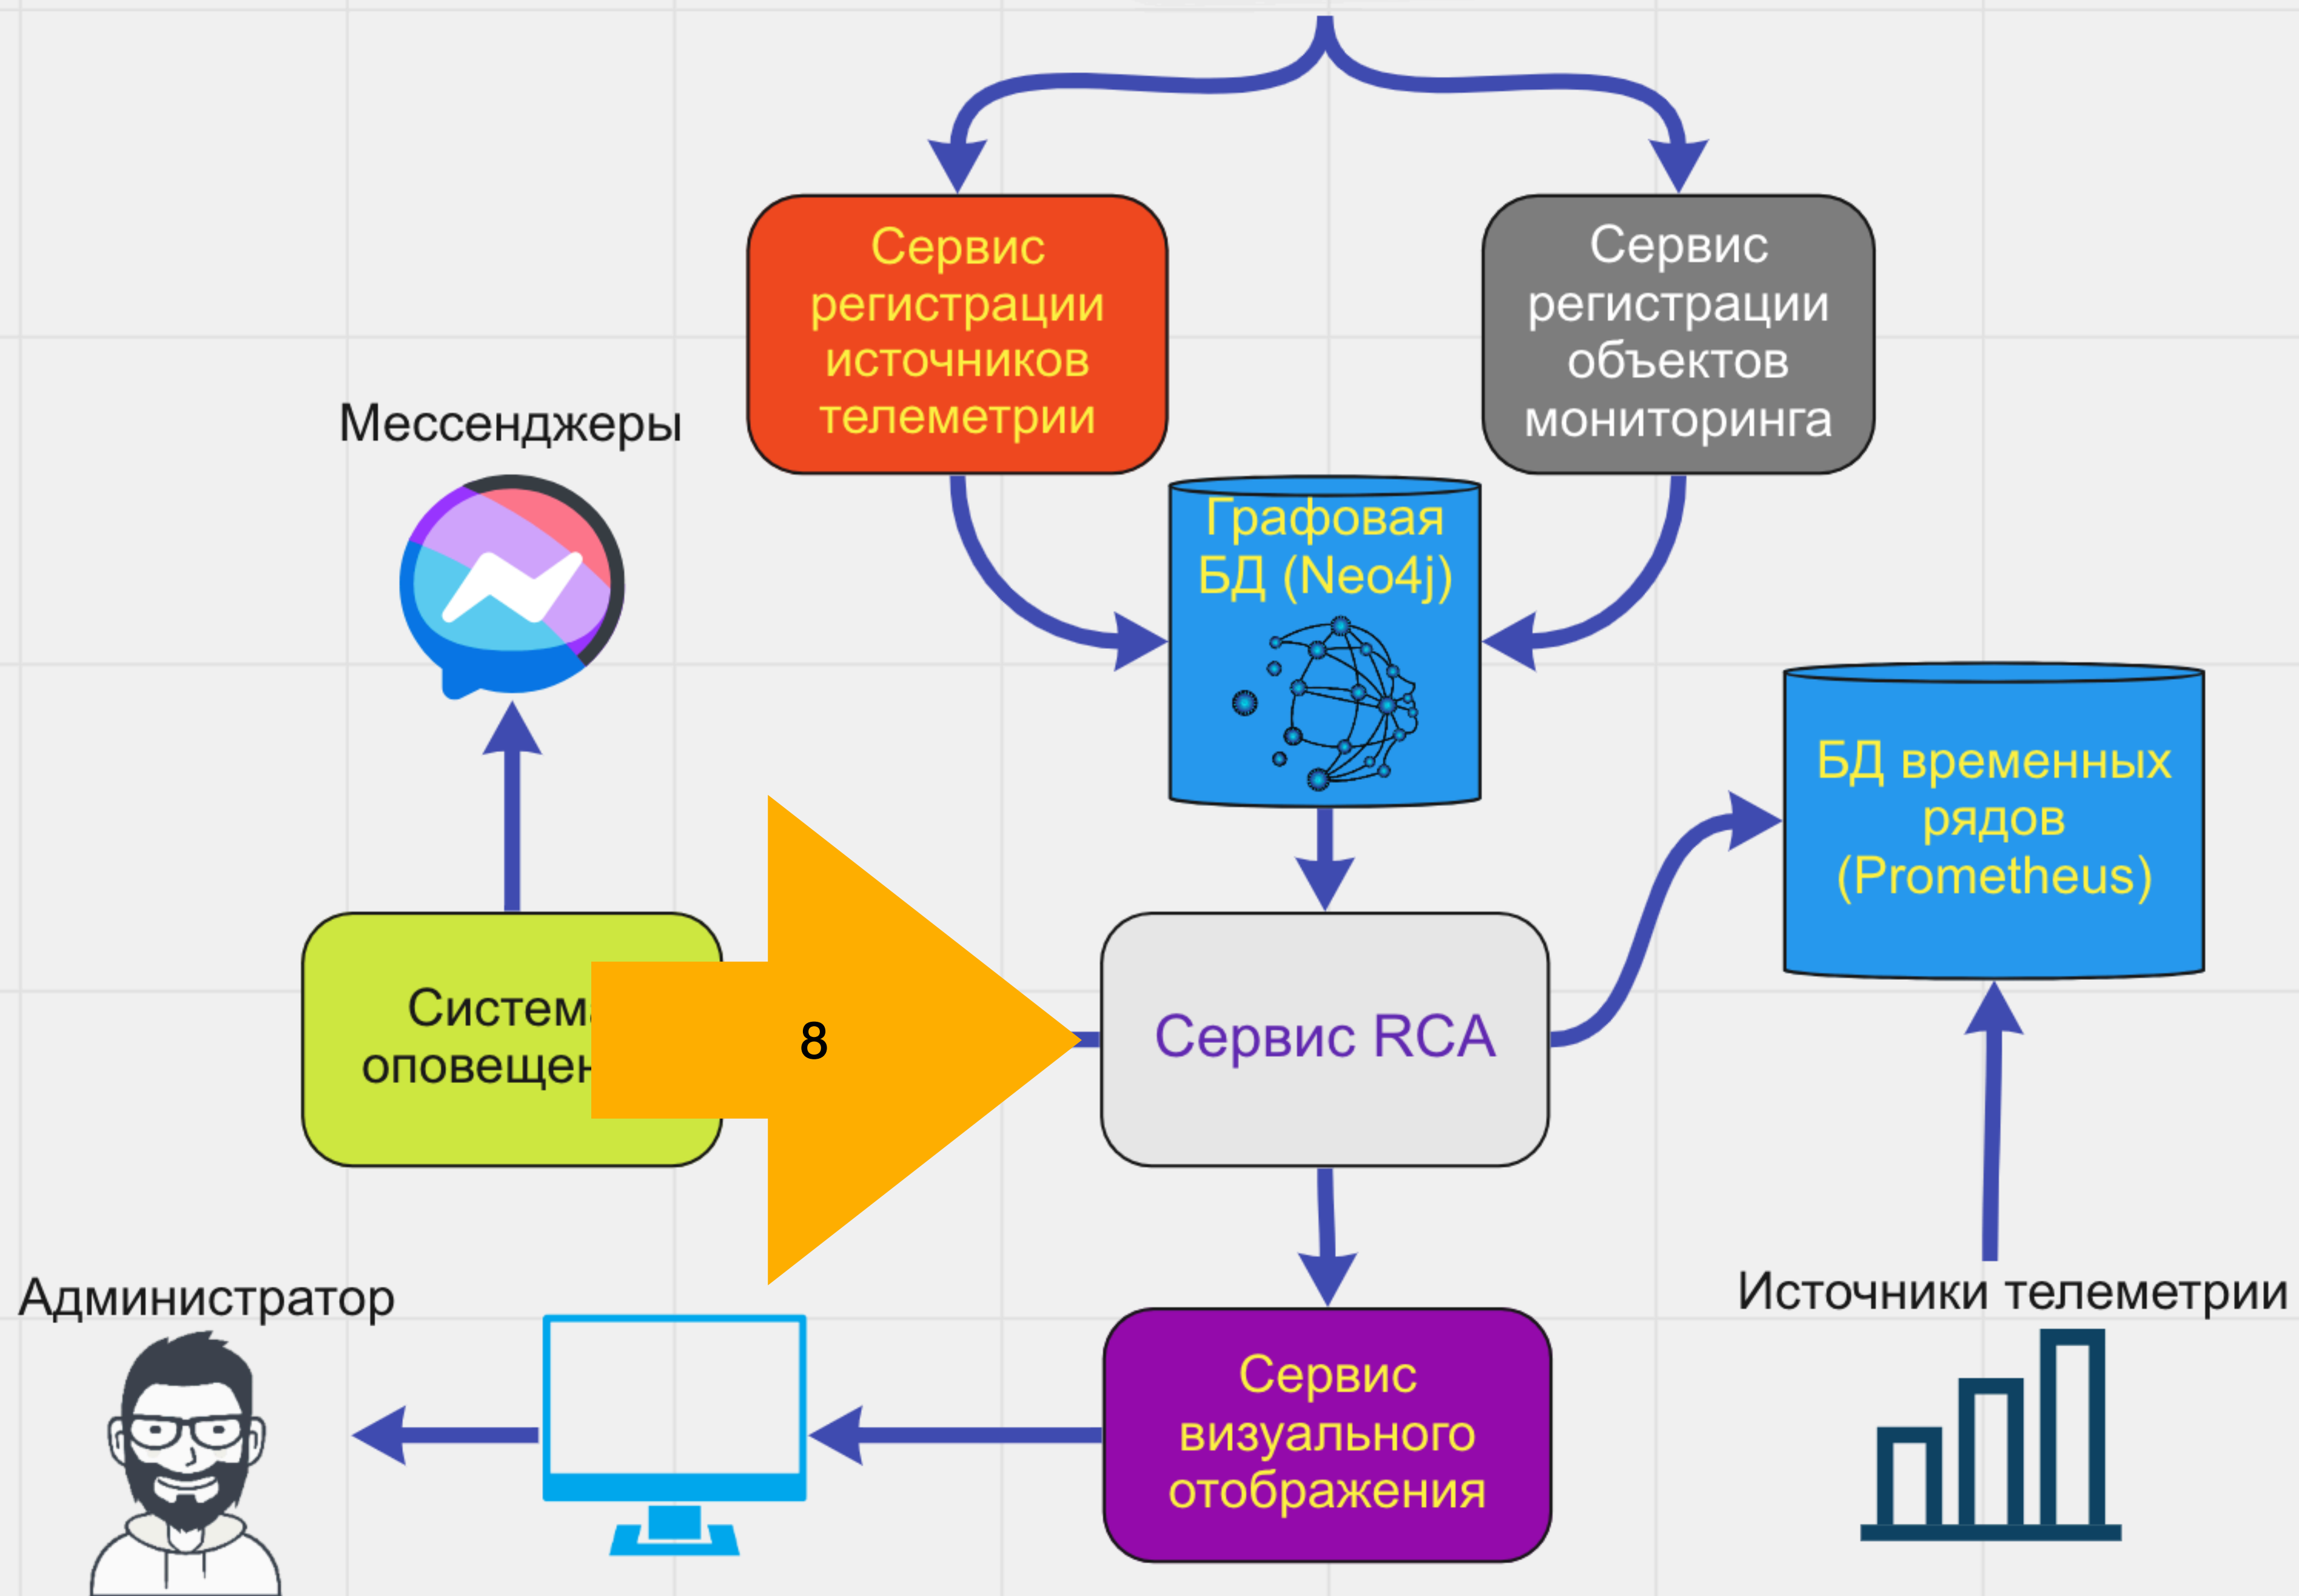 Сервис
регистрации
источников
телеметрии
Сервис
регистрации
объектов
мониторинга
Мессенджеры
Графовая
БД (Neo4j)
БД временных
рядов
(Prometheus)
8
Сервис RCA
Администратор
Источники телеметрии
Сервис
визуального
отображения